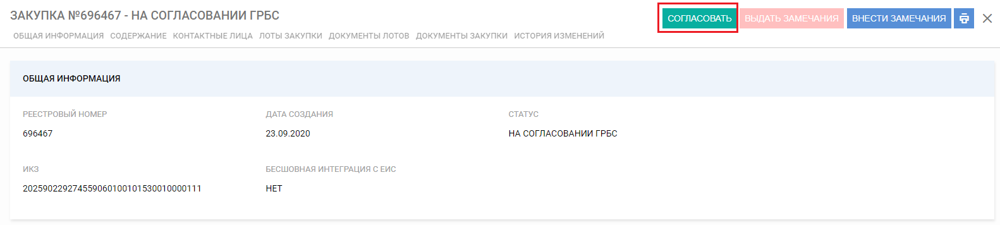 ЗАКУПКА №696467 - НА СОГЛАСОВАНИИ ГРБС
СОГЛАСОВАТЬ ВЫДАТЬ ЗАМЕЧАНИЯ ВНЕСТИ ЗАМЕЧАНИЯ
ОБЩАЯ ИНФОРМАЦИЯ СОДЕРЖАНИЕ КОНТАКТНЫЕ ЛИЦА ЛОТЫ ЗАКУПКИ ДОКУМЕНТЫ ЛОТОВ ДОКУМЕНТЫ ЗАКУПКИ ИСТОРИЯ ИЗМЕНЕНИЙ
ОБЩАЯ ИНФОРМАЦИЯ
РЕЕСТРОВЫЙ НОМЕР ДАТА СОЗДАНИЯ СТАТУС
696467 23.09.2020 НА СОГЛАСОВАНИИ ГРБС
ИКЗ БЕСШОВНАЯ ИНТЕГРАЦИЯ С ЕИС
202590229274559060100101530010000111 НЕТ